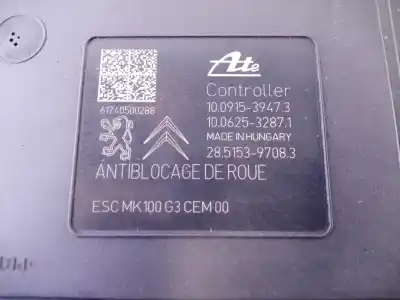 Ate
Controller
10.0915-3947.3
10.0625-3287.1
MADE IN HUNGARY
28.5153-9708.3
61740500288
ANTIBLOCAGE DE ROUE
ESC MK100 G3 CEM 00